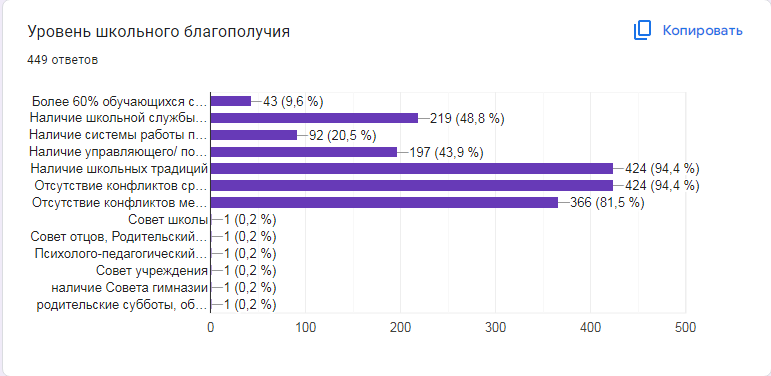 Уровень школьного благополучия
Копировать
449 ответов
Более 60% обучающихся с…
43 (9,6 %)
Наличие школьной службы…
219 (48,8 %)
Наличие системы работы п…
92 (20,5 %)
Наличие управляющего/ по…
197 (43,9 %)
Наличие школьных традиций
424 (94,4 %)
Отсутствие конфликтов ср…
424 (94,4 %)
Отсутствие конфликтов ме…
366 (81,5 %)
Совет школы
1 (0,2 %)
Совет отцов, Родительский…
1 (0,2 %)
Психолого-педагогический…
1 (0,2 %)
Совет учреждения
1 (0,2 %)
наличие Совета гимназии
1 (0,2 %)
родительские субботы, об…
1 (0,2 %)
0 100 200 300 400 500